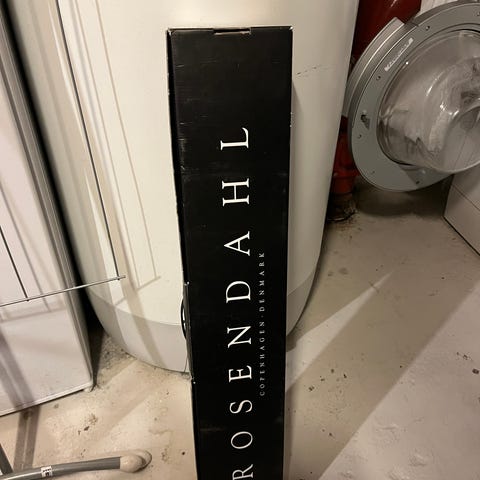 ROSENDAHL
COPENHAGEN · DENMARK